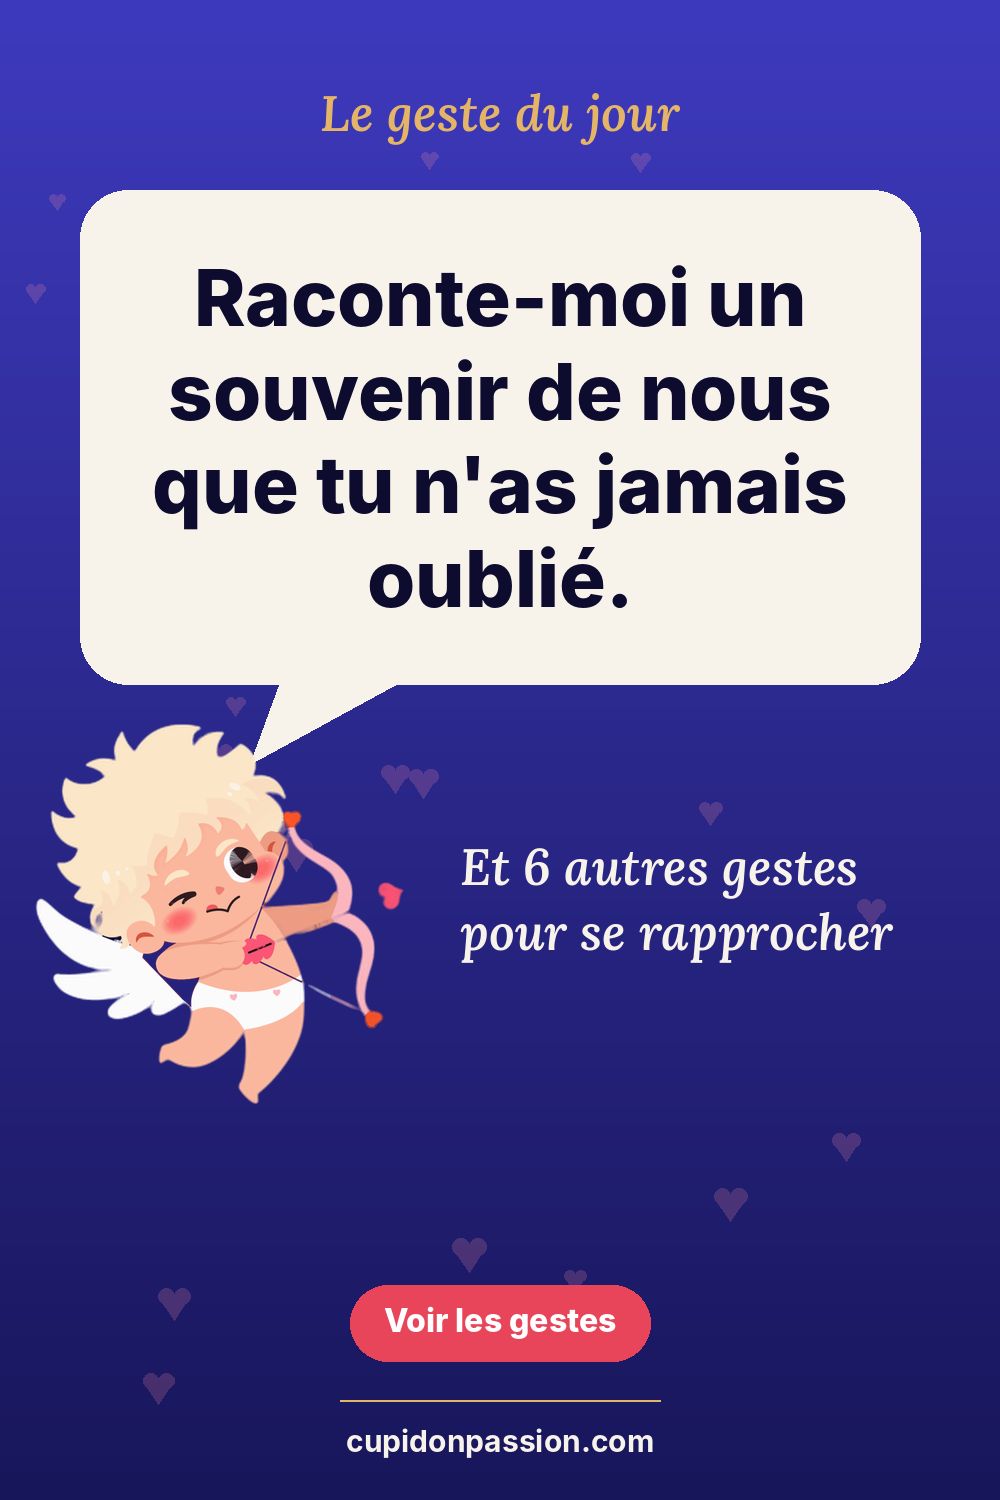 Le geste du jour
Raconte-moi un
souvenir de nous
que tu n'as jamais
oublié.
Et 6 autres gestes
pour se rapprocher
Voir les gestes
cupidonpassion.com